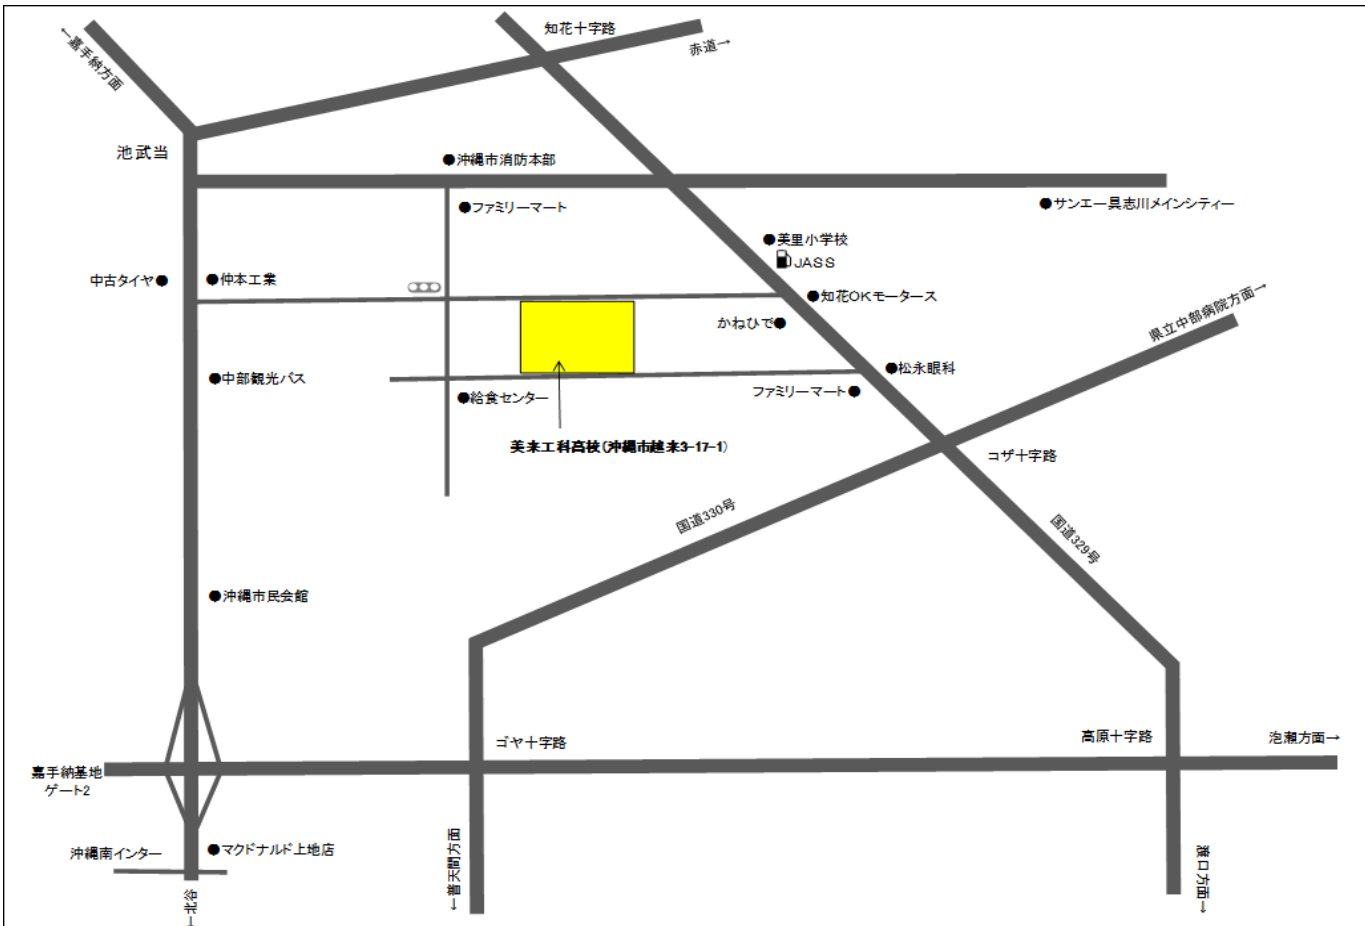 知花十字路
←嘉手納方面
赤道→
池武当
●沖縄市消防本部
●ファミリーマート
●サンエー具志川メインシティー
●美里小学校
JASS
中古タイヤ●
●仲本工業
●知花OKモータース
かねひで●
県立中部病院方面→
●中部観光バス
●松永眼科
●給食センター
ファミリーマート●
美来工科高校(沖縄市越来3-17-1)
コザ十字路
国道330号
国道329号
●沖縄市民会館
ゴヤ十字路
高原十字路
泡瀬方面→
嘉手納基地
ゲート2
沖縄南インター
●マクドナルド上地店
←普天間方面
渡口方面→
←北谷